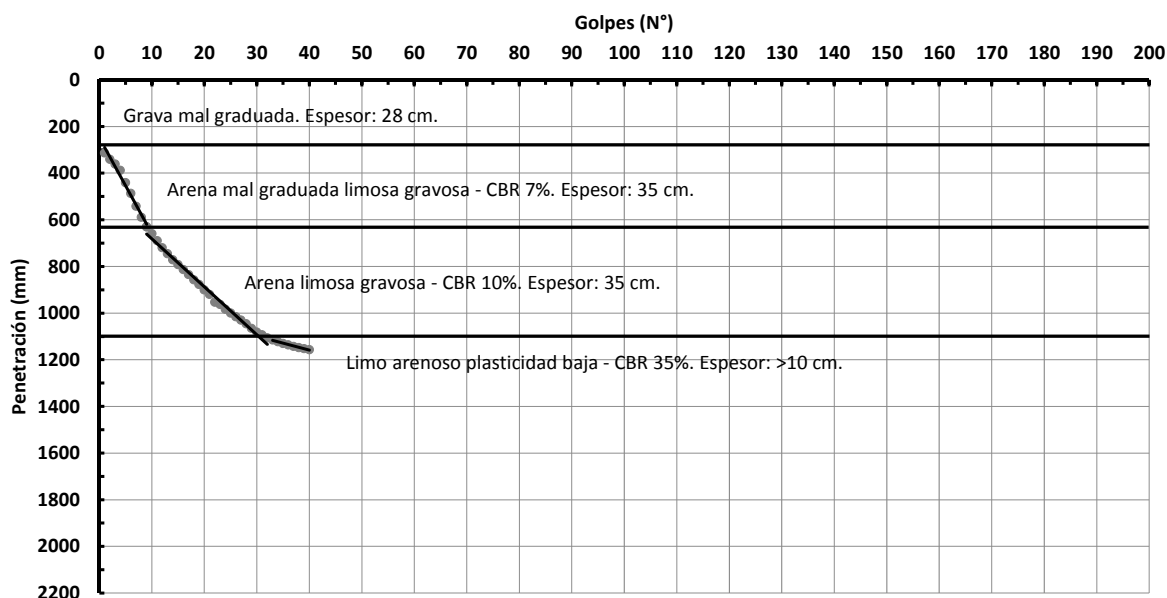 Golpes (N°)
0 10 20 30 40 50 60 70 80 90 100 110 120 130 140 150 160 170 180 190 200
0
Grava mal graduada. Espesor: 28 cm.
200
400
Arena mal graduada limosa gravosa - CBR 7%. Espesor: 35 cm.
600
800
Arena limosa gravosa - CBR 10%. Espesor: 35 cm.
1000
1200
Limo arenoso plasticidad baja - CBR 35%. Espesor: >10 cm.
1400
1600
1800
2000
2200
Penetración (mm)